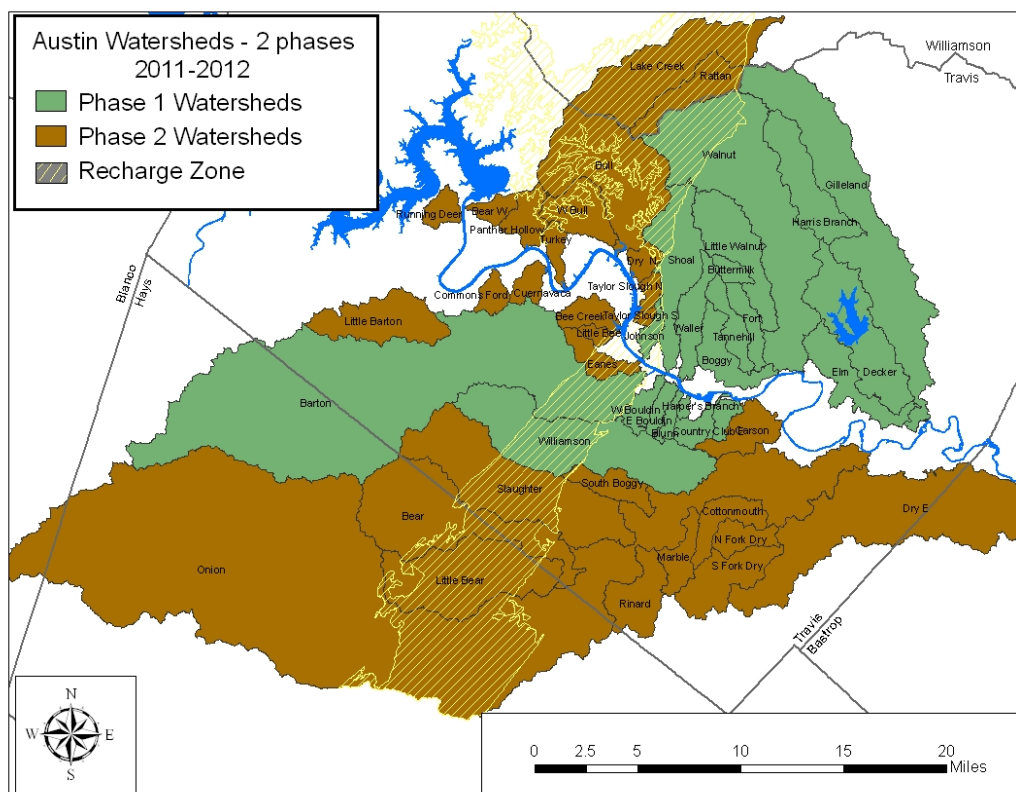 Austin Watersheds - 2 phases
2011-2012
Phase 1 Watersheds
Phase 2 Watersheds
Recharge Zone
Williamson
Travis
Lake Creek
Rattan
Walnut
Bull
Gilleland
Running Deer
Bear W
W Bull
Harris Branch
Panther Hollow
Turkey
Little Walnut
Dry N
Shoal
Buttermilk
Blanco
Hays
Taylor Slough N
Commons Ford
Cuernavaca
Little Barton
Bee Creek
Taylor Slough S
Fort
Little Bee
Johnson
Waller
Tannehill
Eanes
Boggy
Elm
Decker
Barton
W Bouldin
Harper's Branch
E Bouldin
Blunn
Country Club E
Carson
Williamson
South Boggy
Slaughter
Bear
Cottonmouth
Dry E
N Fork Dry
Onion
Marble
S Fork Dry
Little Bear
Rinard
Travis
Bastrop
N
W
E
S
0
2.5
5
10
15
20
Miles